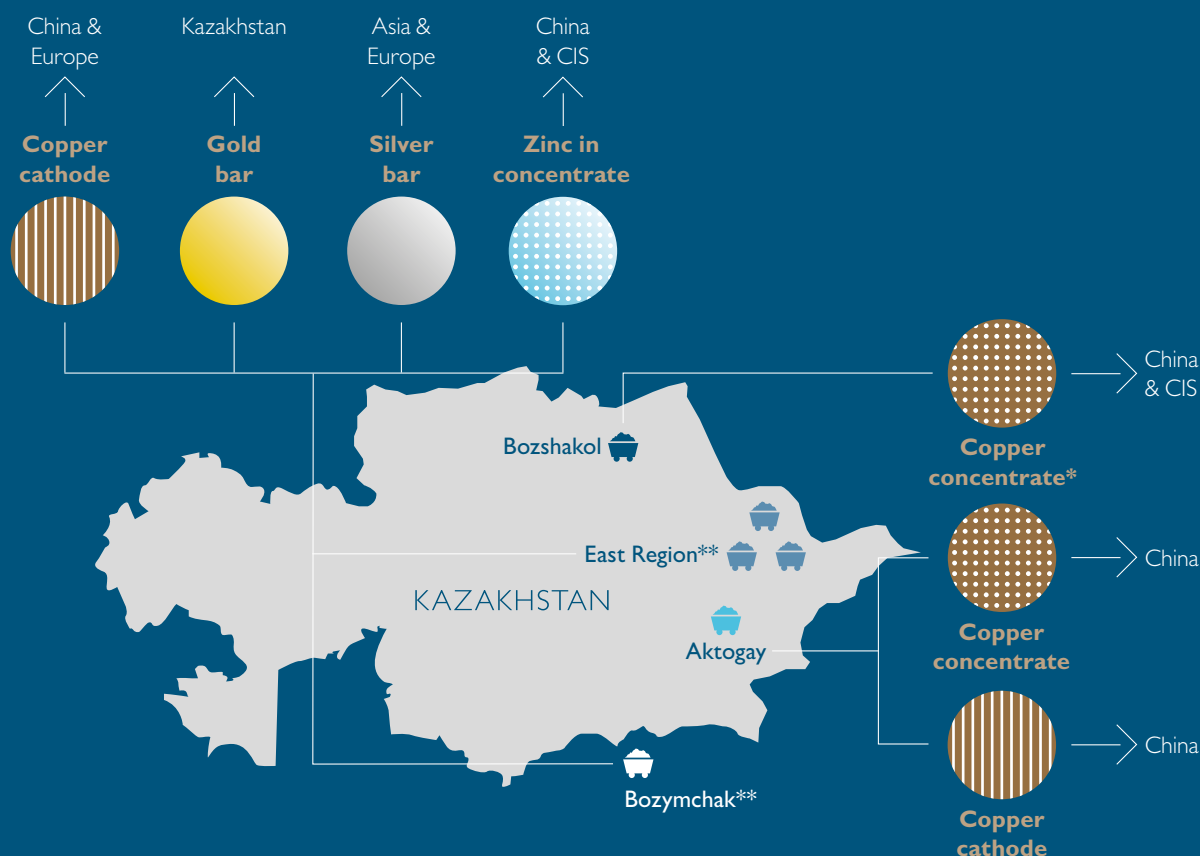 China &
Europe
Kazakhstan
Asia &
Europe
China
& CIS
Copper
cathode
Gold
bar
Silver
bar
Zinc in
concentrate
China
& CIS
Copper
concentrate*
Bozshakol
East Region**
China
KAZAKHSTAN
Copper
concentrate
Aktogay
China
Bozymchak**
Copper
cathode